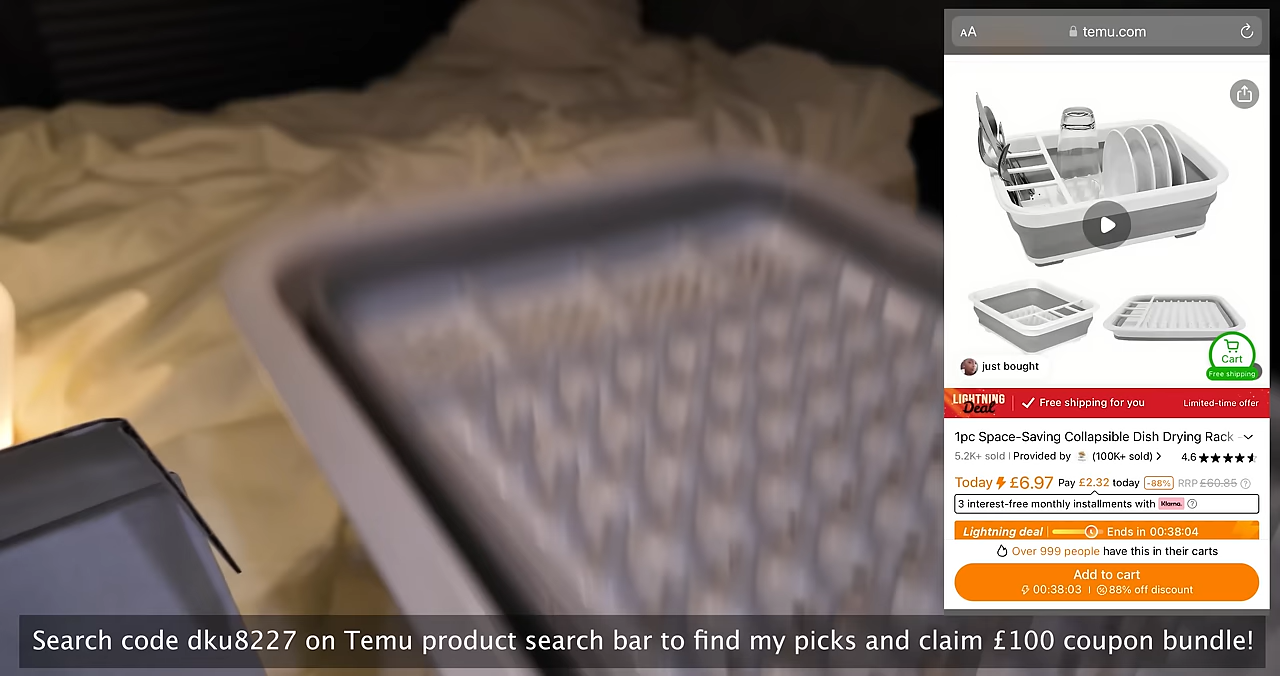 AA temu.com
just bought
Cart
Free shipping
LIGHTNING Deal Free shipping for you Limited-time offer
1pc Space-Saving Collapsible Dish Drying Rack -
5.2K+ sold | Provided by (100K+ sold) 4.6
Today £6.97 Pay £2.32 today -88% RRP £60.85 ?
3 interest-free monthly installments with Klarna. ?
Lightning deal Ends in 00:38:04
Over 999 people have this in their carts
Add to cart
00:38:03 | 88% off discount
Search code dku8227 on Temu product search bar to find my picks and claim £100 coupon bundle!